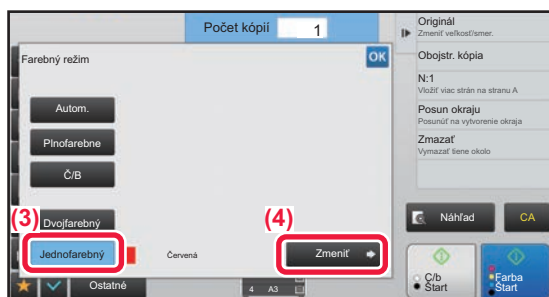 Počet kópií 1
Farebný režim
OK
Autom.
Plnofarebne
Č/B
(3)
Dvojfarebný
Jednofarebný
Červená
(4)
Zmeniť
Ostatné
4 A3
Originál
Zmeniť veľkosť/smer.
Obojstr. kópia
N:1
Vložiť viac strán na stranu A
Posun okraju
Posunúť na vytvorenie okraja
Zmazať
Vymazať tiene okolo
Náhľad
CA
Č/b
Štart
Farba
Štart